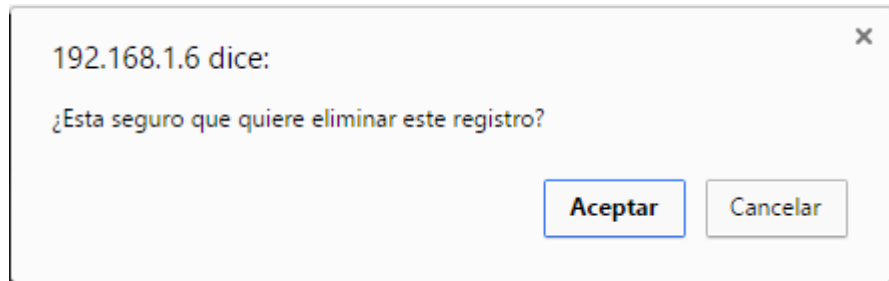 192.168.1.6 dice:
¿Esta seguro que quiere eliminar este registro?
Aceptar Cancelar